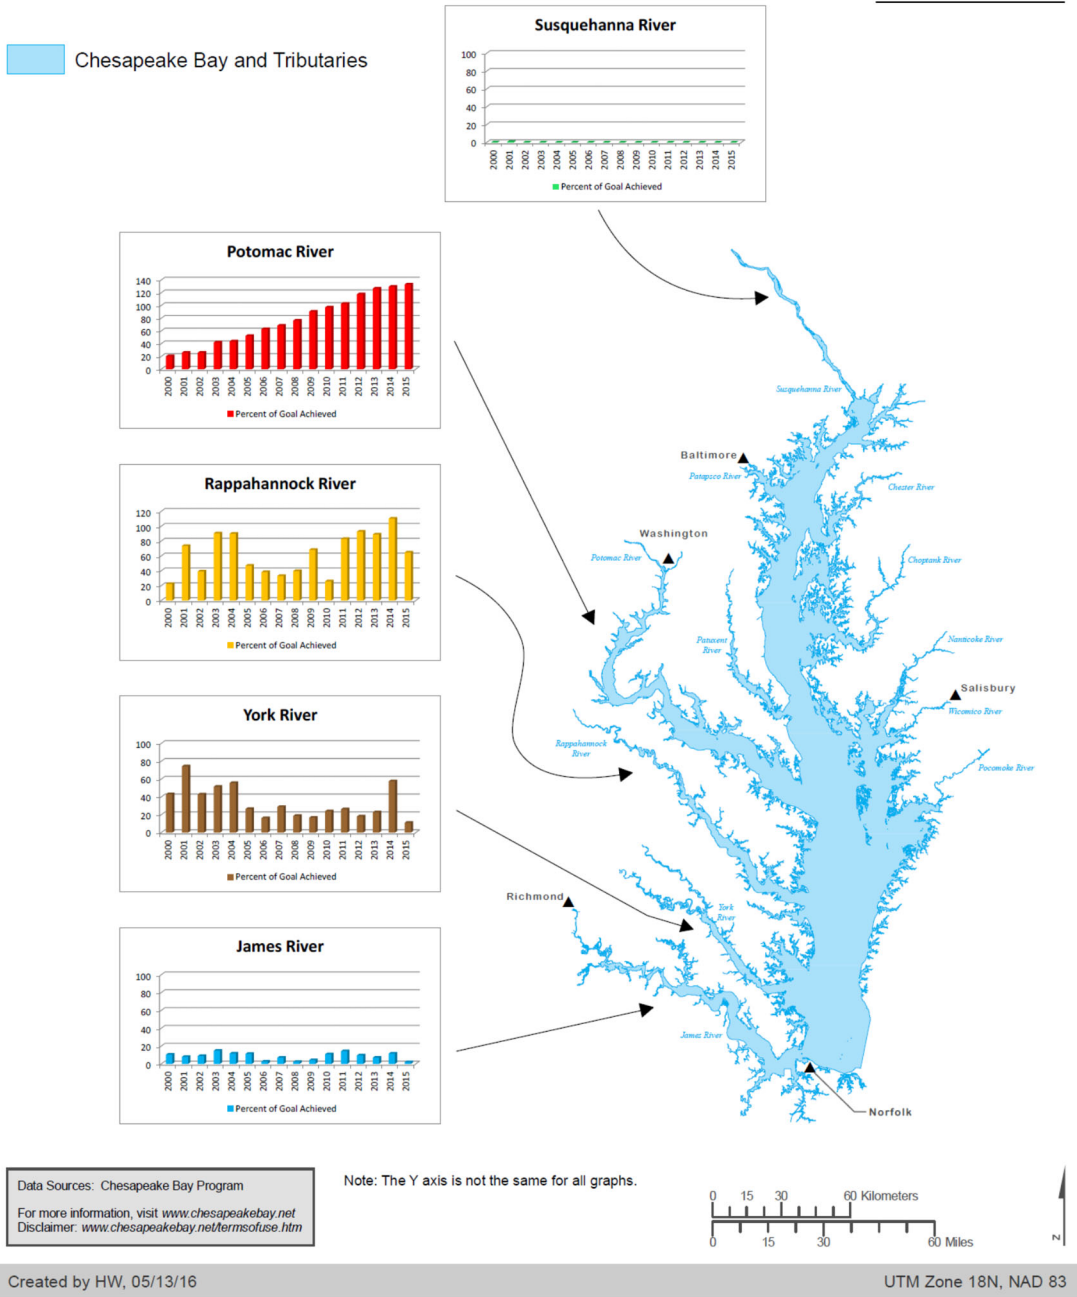 Susquehanna River
100
80
60
40
20
0
2000 2001 2002 2003 2004 2005 2006 2007 2008 2009 2010 2011 2012 2013 2014 2015
Percent of Goal Achieved
Chesapeake Bay and Tributaries
Potomac River
140
120
100
80
60
40
20
0
2000 2001 2002 2003 2004 2005 2006 2007 2008 2009 2010 2011 2012 2013 2014 2015
Percent of Goal Achieved
Rappahannock River
120
100
80
60
40
20
0
2000 2001 2002 2003 2004 2005 2006 2007 2008 2009 2010 2011 2012 2013 2014 2015
Percent of Goal Achieved
York River
100
80
60
40
20
0
2000 2001 2002 2003 2004 2005 2006 2007 2008 2009 2010 2011 2012 2013 2014 2015
Percent of Goal Achieved
James River
100
80
60
40
20
0
2000 2001 2002 2003 2004 2005 2006 2007 2008 2009 2010 2011 2012 2013 2014 2015
Percent of Goal Achieved
Susquehanna River
Baltimore
Patapsco River
Chester River
Washington
Potomac River
Choptank River
Patuxent
River
Nanticoke River
Salisbury
Wicomico River
Rappahannock
River
Pocomoke River
Richmond
York
River
James River
Norfolk
Data Sources: Chesapeake Bay Program
For more information, visit www.chesapeakebay.net
Disclaimer: www.chesapeakebay.net/termsofuse.htm
Note: The Y axis is not the same for all graphs.
0 15 30 60 Kilometers
0 15 30 60 Miles
N
Created by HW, 05/13/16
UTM Zone 18N, NAD 83